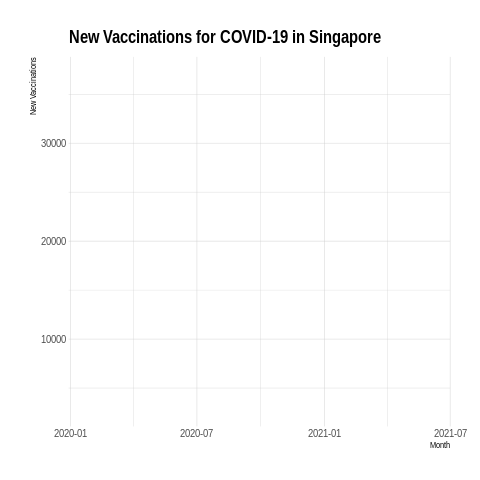 New Vaccinations for COVID-19 in Singapore
New Vaccinations
30000
20000
10000
2020-01 2020-07 2021-01 2021-07
Month